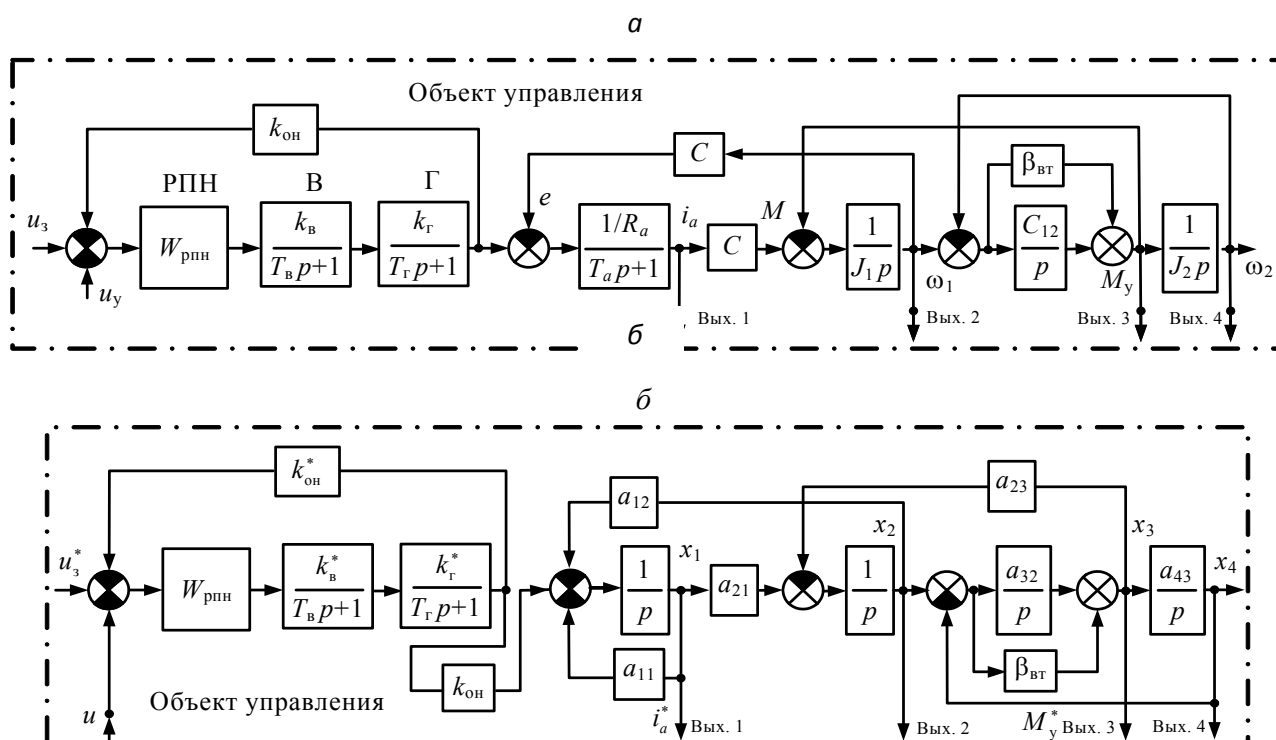 а
Объект управления
k_он
C
β_вт
РПН
В
Г
e
i_a
M
u_з
W_рпн
k_в / T_в p+1
k_г / T_г p+1
1/R_a / T_a p+1
C
1 / J_1 p
C_12 / p
1 / J_2 p
ω_1
M_у
ω_2
u_у
Вых. 1
Вых. 2
Вых. 3
Вых. 4
б
б
k*_он
a_12
a_23
u*_з
x_1
x_2
x_3
x_4
W_рпн
k*_в / T_в p+1
k*_г / T_г p+1
1 / p
a_21
1 / p
a_32 / p
a_43 / p
k_он
a_11
β_вт
Объект управления
u
i*_a
Вых. 1
Вых. 2
M*_у
Вых. 3
Вых. 4